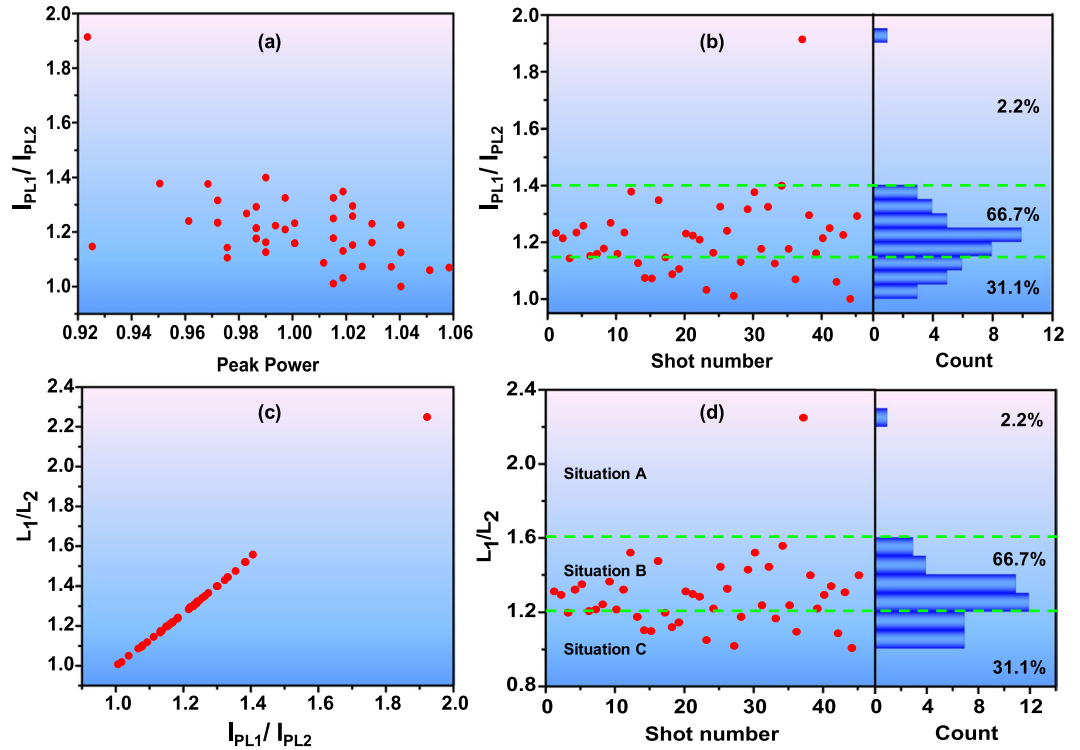 (a)
I_PL1/ I_PL2
2.0
1.8
1.6
1.4
1.2
1.0
0.92 0.94 0.96 0.98 1.00 1.02 1.04 1.06
Peak Power
(b)
I_PL1/ I_PL2
2.0
1.8
1.6
1.4
1.2
1.0
2.2%
66.7%
31.1%
0 10 20 30 40 0 4 8 12
Shot number Count
(c)
L_1/L_2
2.4
2.2
2.0
1.8
1.6
1.4
1.2
1.0
1.0 1.2 1.4 1.6 1.8 2.0
I_PL1/ I_PL2
(d)
L_1/L_2
2.4
2.0
1.6
1.2
0.8
2.2%
Situation A
66.7%
Situation B
Situation C
31.1%
0 10 20 30 40 0 4 8 12
Shot number Count